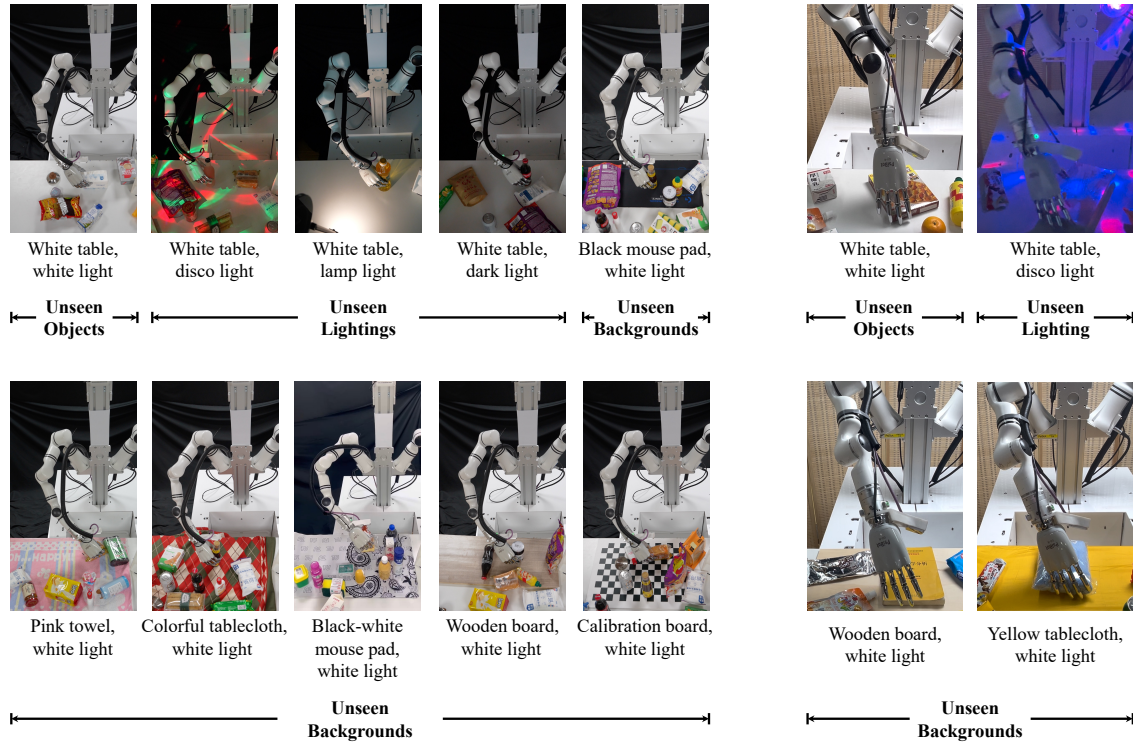 White table,
white light
White table,
disco light
White table,
lamp light
White table,
dark light
Black mouse pad,
white light
White table,
white light
White table,
disco light
Unseen
Objects
Unseen
Lightings
Unseen
Backgrounds
Unseen
Objects
Unseen
Lighting
Pink towel,
white light
Colorful tablecloth,
white light
Black-white
mouse pad,
white light
Wooden board,
white light
Calibration board,
white light
Wooden board,
white light
Yellow tablecloth,
white light
Unseen
Backgrounds
Unseen
Backgrounds